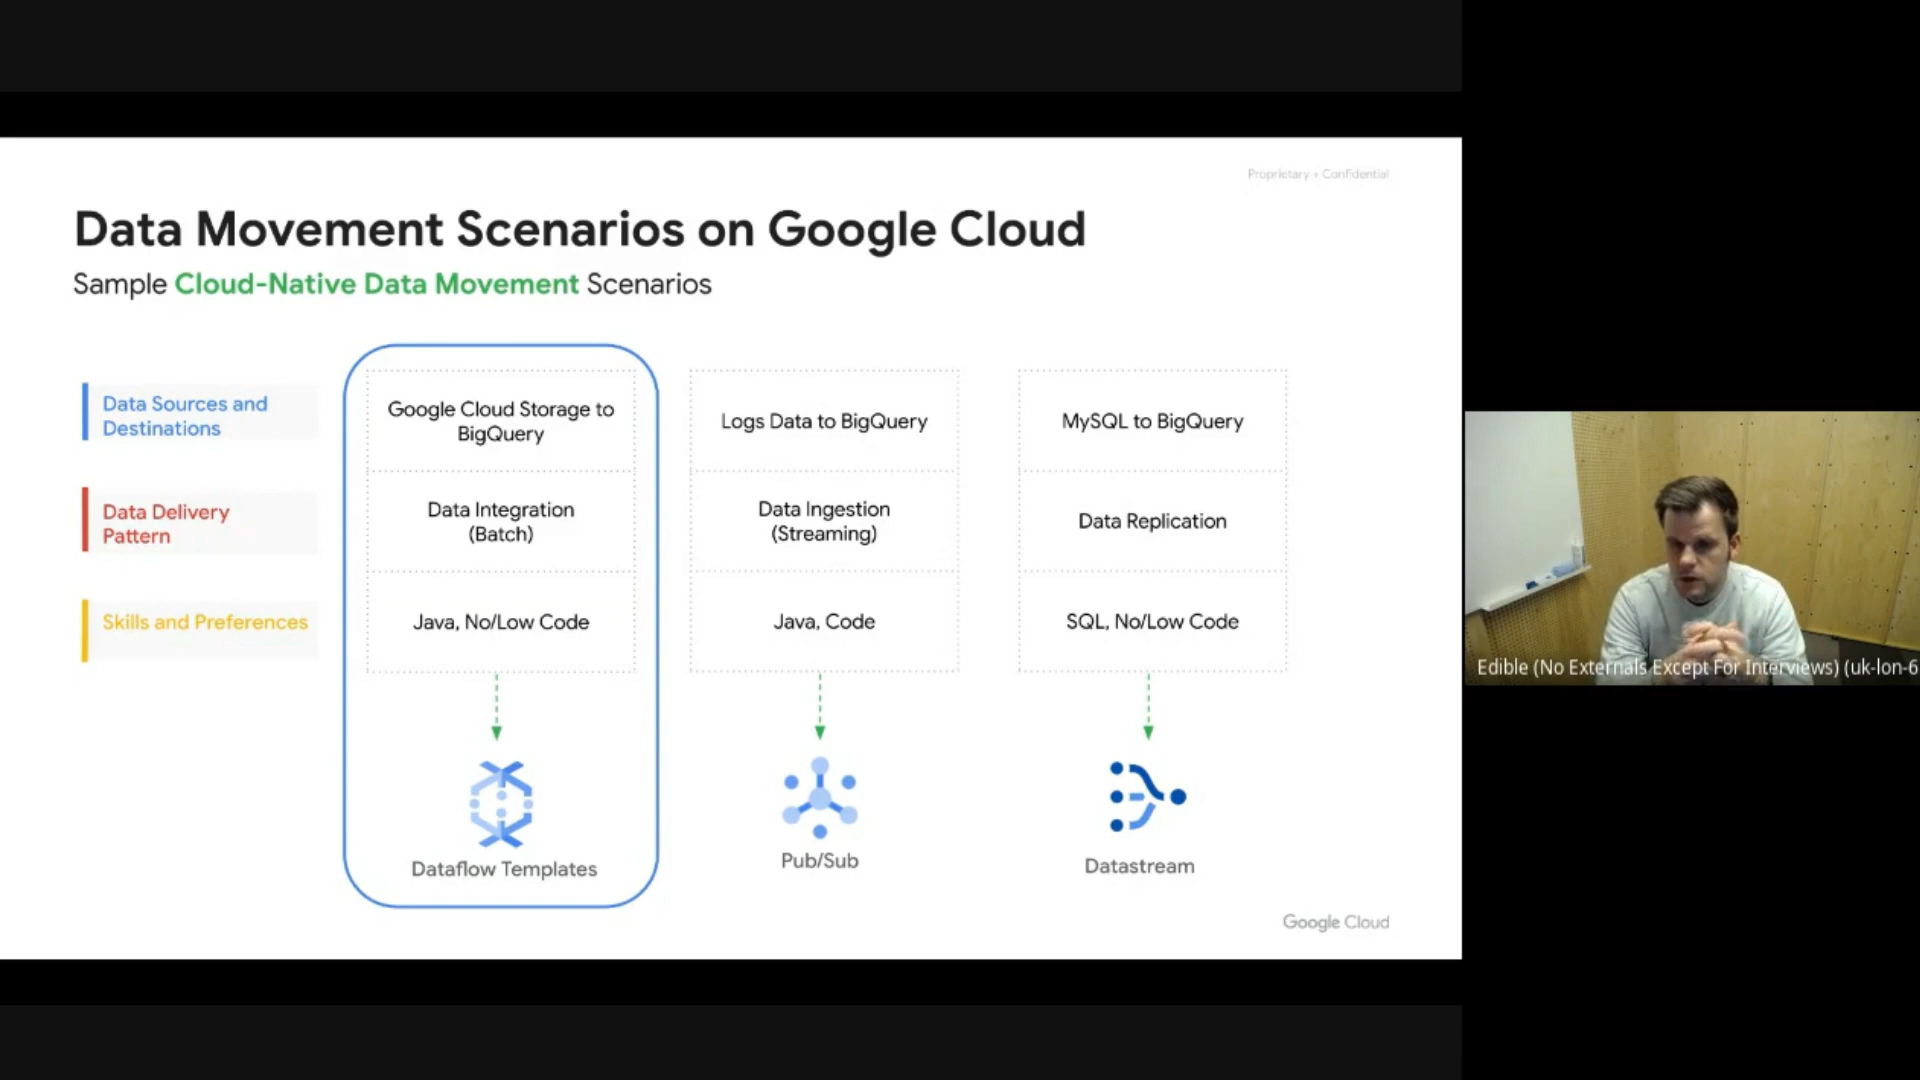 Proprietary + Confidential
Data Movement Scenarios on Google Cloud
Sample Cloud-Native Data Movement Scenarios
Data Sources and
Destinations
Google Cloud Storage to
BigQuery
Logs Data to BigQuery
MySQL to BigQuery
Data Delivery
Pattern
Data Integration
(Batch)
Data Ingestion
(Streaming)
Data Replication
Skills and Preferences
Java, No/Low Code
Java, Code
SQL, No/Low Code
Dataflow Templates
Pub/Sub
Datastream
Google Cloud
Edible (No Externals Except For Interviews) (uk-lon-6